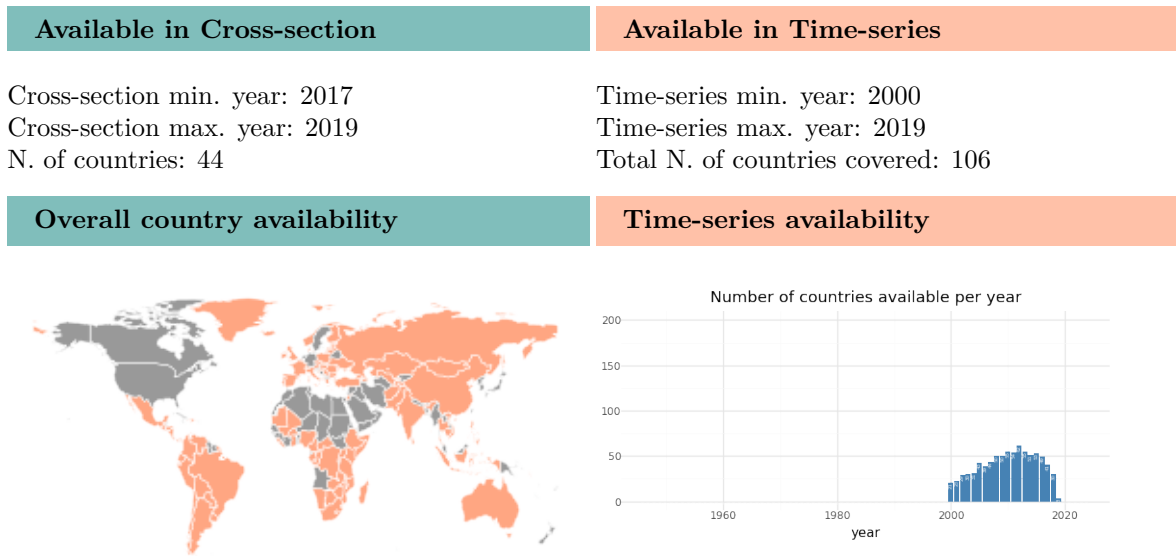 Available in Cross-section
Available in Time-series
Cross-section min. year: 2017
Cross-section max. year: 2019
N. of countries: 44
Time-series min. year: 2000
Time-series max. year: 2019
Total N. of countries covered: 106
Overall country availability
Time-series availability
Number of countries available per year
200
150
100
50
0
1960
1980
2000
2020
year